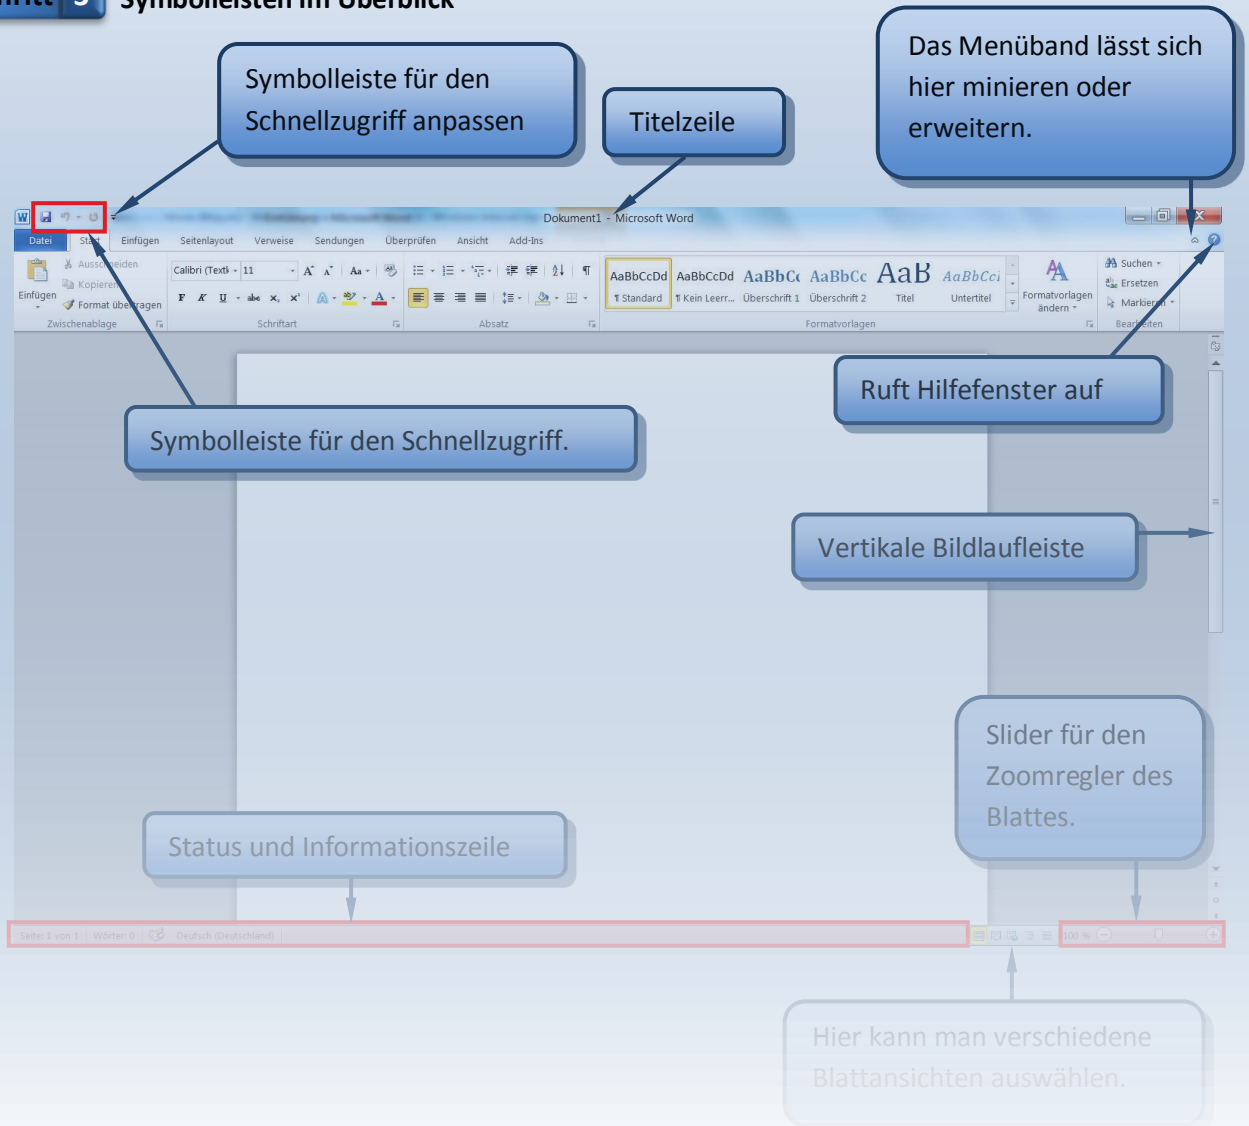 Symbolleisten im Überblick
Symbolleiste für den
Schnellzugriff anpassen
Titelzeile
Das Menüband lässt sich
hier minieren oder
erweitern.
Dokument1 - Microsoft Word
Datei Start Einfügen Seitenlayout Verweise Sendungen Überprüfen Ansicht Add-Ins
Einfügen
Ausschneiden
Kopieren
Format übertragen
Zwischenablage
Calibri (Textk 11
F K U abc x, x'
Schriftart
Absatz
AaBbCcDd AaBbCcDd AaBbCc AaBbCc AaB AaBbCcI
¶ Standard ¶ Kein Leerr... Überschrift 1 Überschrift 2 Titel Untertitel
Formatvorlagen
ändern
Formatvorlagen
Suchen
Ersetzen
Markieren
Bearbeiten
Ruft Hilfefenster auf
Symbolleiste für den Schnellzugriff.
Vertikale Bildlaufleiste
Slider für den
Zoomregler des
Blattes.
Status und Informationszeile
Seite: 1 von 1 Wörter: 0 Deutsch (Deutschland) 100 %
Hier kann man verschiedene
Blattansichten auswählen.